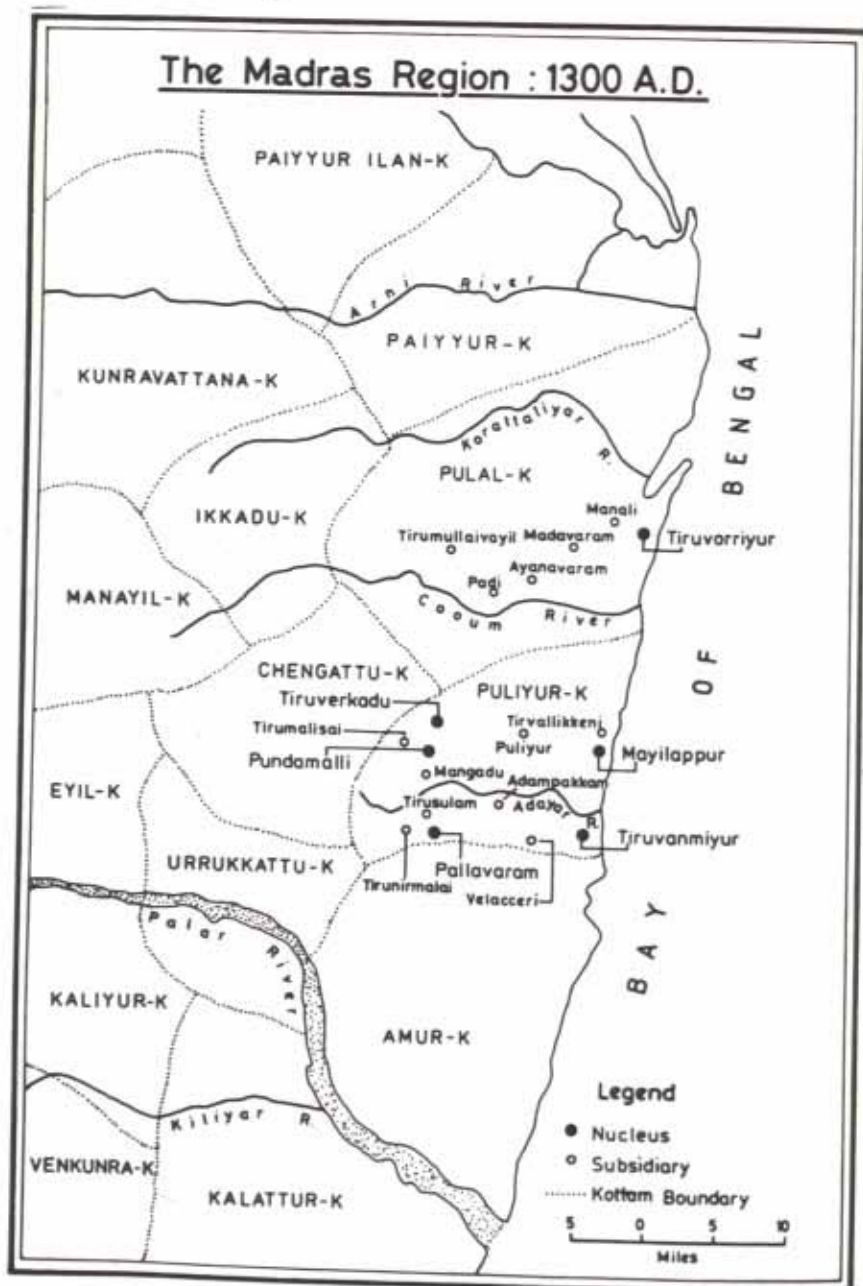 The Madras Region : 1300 A.D.
PAIYYUR ILAN-K
Arni River
PAIYYUR-K
KUNRAVATTANA-K
Koraltaliyar R.
PULAL-K
IKKADU-K
Manali
Tirumullaivayil
Madavaram
Tiruvorriyur
Ayanavaram
Padi
MANAYIL-K
Cooum River
CHENGATTU-K
PULIYUR-K
Tiruverkadu
Tirumalisai
Tirvallikkeni
Puliyur
Pundamalli
Mayilappur
Mangadu
Adampakkam
EYIL-K
Tirusulam
Adayar R.
Tiruvanmiyur
URRUKKATTU-K
Pallavaram
Tirunirmalai
Velacceri
Palar River
BAY OF BENGAL
KALIYUR-K
AMUR-K
Kiliyar R.
VENKUNRA-K
KALATTUR-K
Legend
Nucleus
Subsidiary
Kottam Boundary
5 0 5 10
Miles